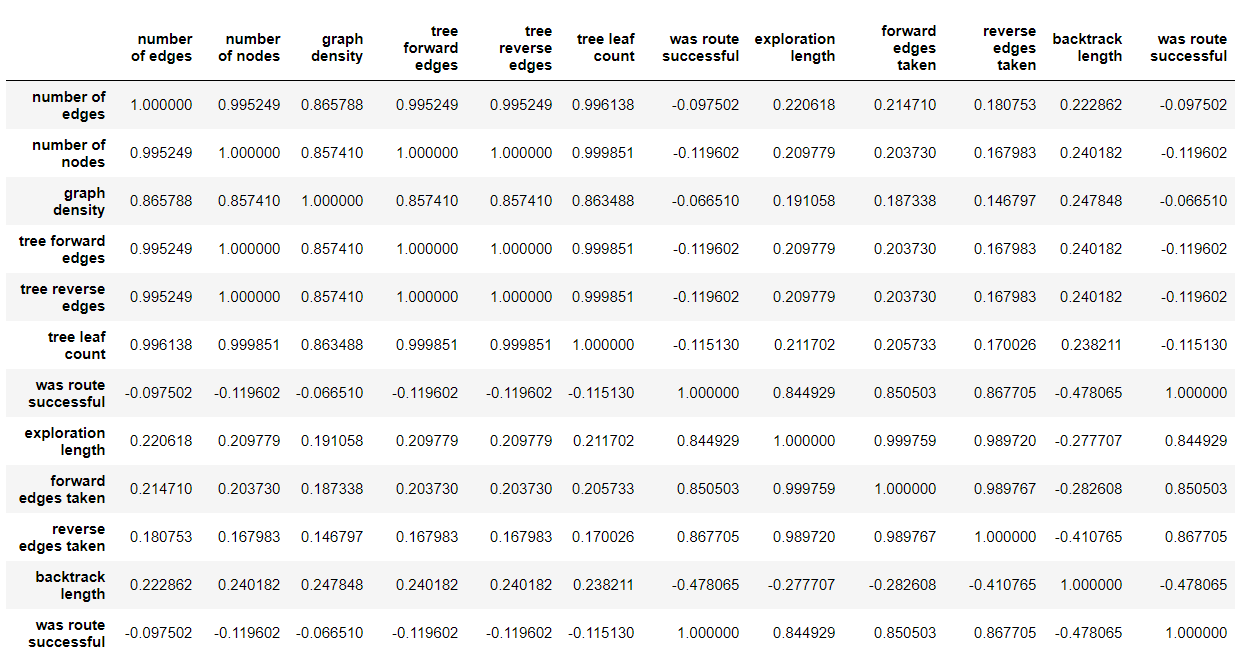 number of edges number of nodes graph density tree forward edges tree reverse edges tree leaf count was route successful exploration length forward edges taken reverse edges taken backtrack length was route successful
number of edges 1.000000 0.995249 0.865788 0.995249 0.995249 0.996138 -0.097502 0.220618 0.214710 0.180753 0.222862 -0.097502
number of nodes 0.995249 1.000000 0.857410 1.000000 1.000000 0.999851 -0.119602 0.209779 0.203730 0.167983 0.240182 -0.119602
graph density 0.865788 0.857410 1.000000 0.857410 0.857410 0.863488 -0.066510 0.191058 0.187338 0.146797 0.247848 -0.066510
tree forward edges 0.995249 1.000000 0.857410 1.000000 1.000000 0.999851 -0.119602 0.209779 0.203730 0.167983 0.240182 -0.119602
tree reverse edges 0.995249 1.000000 0.857410 1.000000 1.000000 0.999851 -0.119602 0.209779 0.203730 0.167983 0.240182 -0.119602
tree leaf count 0.996138 0.999851 0.863488 0.999851 0.999851 1.000000 -0.115130 0.211702 0.205733 0.170026 0.238211 -0.115130
was route successful -0.097502 -0.119602 -0.066510 -0.119602 -0.119602 -0.115130 1.000000 0.844929 0.850503 0.867705 -0.478065 1.000000
exploration length 0.220618 0.209779 0.191058 0.209779 0.209779 0.211702 0.844929 1.000000 0.999759 0.989720 -0.277707 0.844929
forward edges taken 0.214710 0.203730 0.187338 0.203730 0.203730 0.205733 0.850503 0.999759 1.000000 0.989767 -0.282608 0.850503
reverse edges taken 0.180753 0.167983 0.146797 0.167983 0.167983 0.170026 0.867705 0.989720 0.989767 1.000000 -0.410765 0.867705
backtrack length 0.222862 0.240182 0.247848 0.240182 0.240182 0.238211 -0.478065 -0.277707 -0.282608 -0.410765 1.000000 -0.478065
was route successful -0.097502 -0.119602 -0.066510 -0.119602 -0.119602 -0.115130 1.000000 0.844929 0.850503 0.867705 -0.478065 1.000000